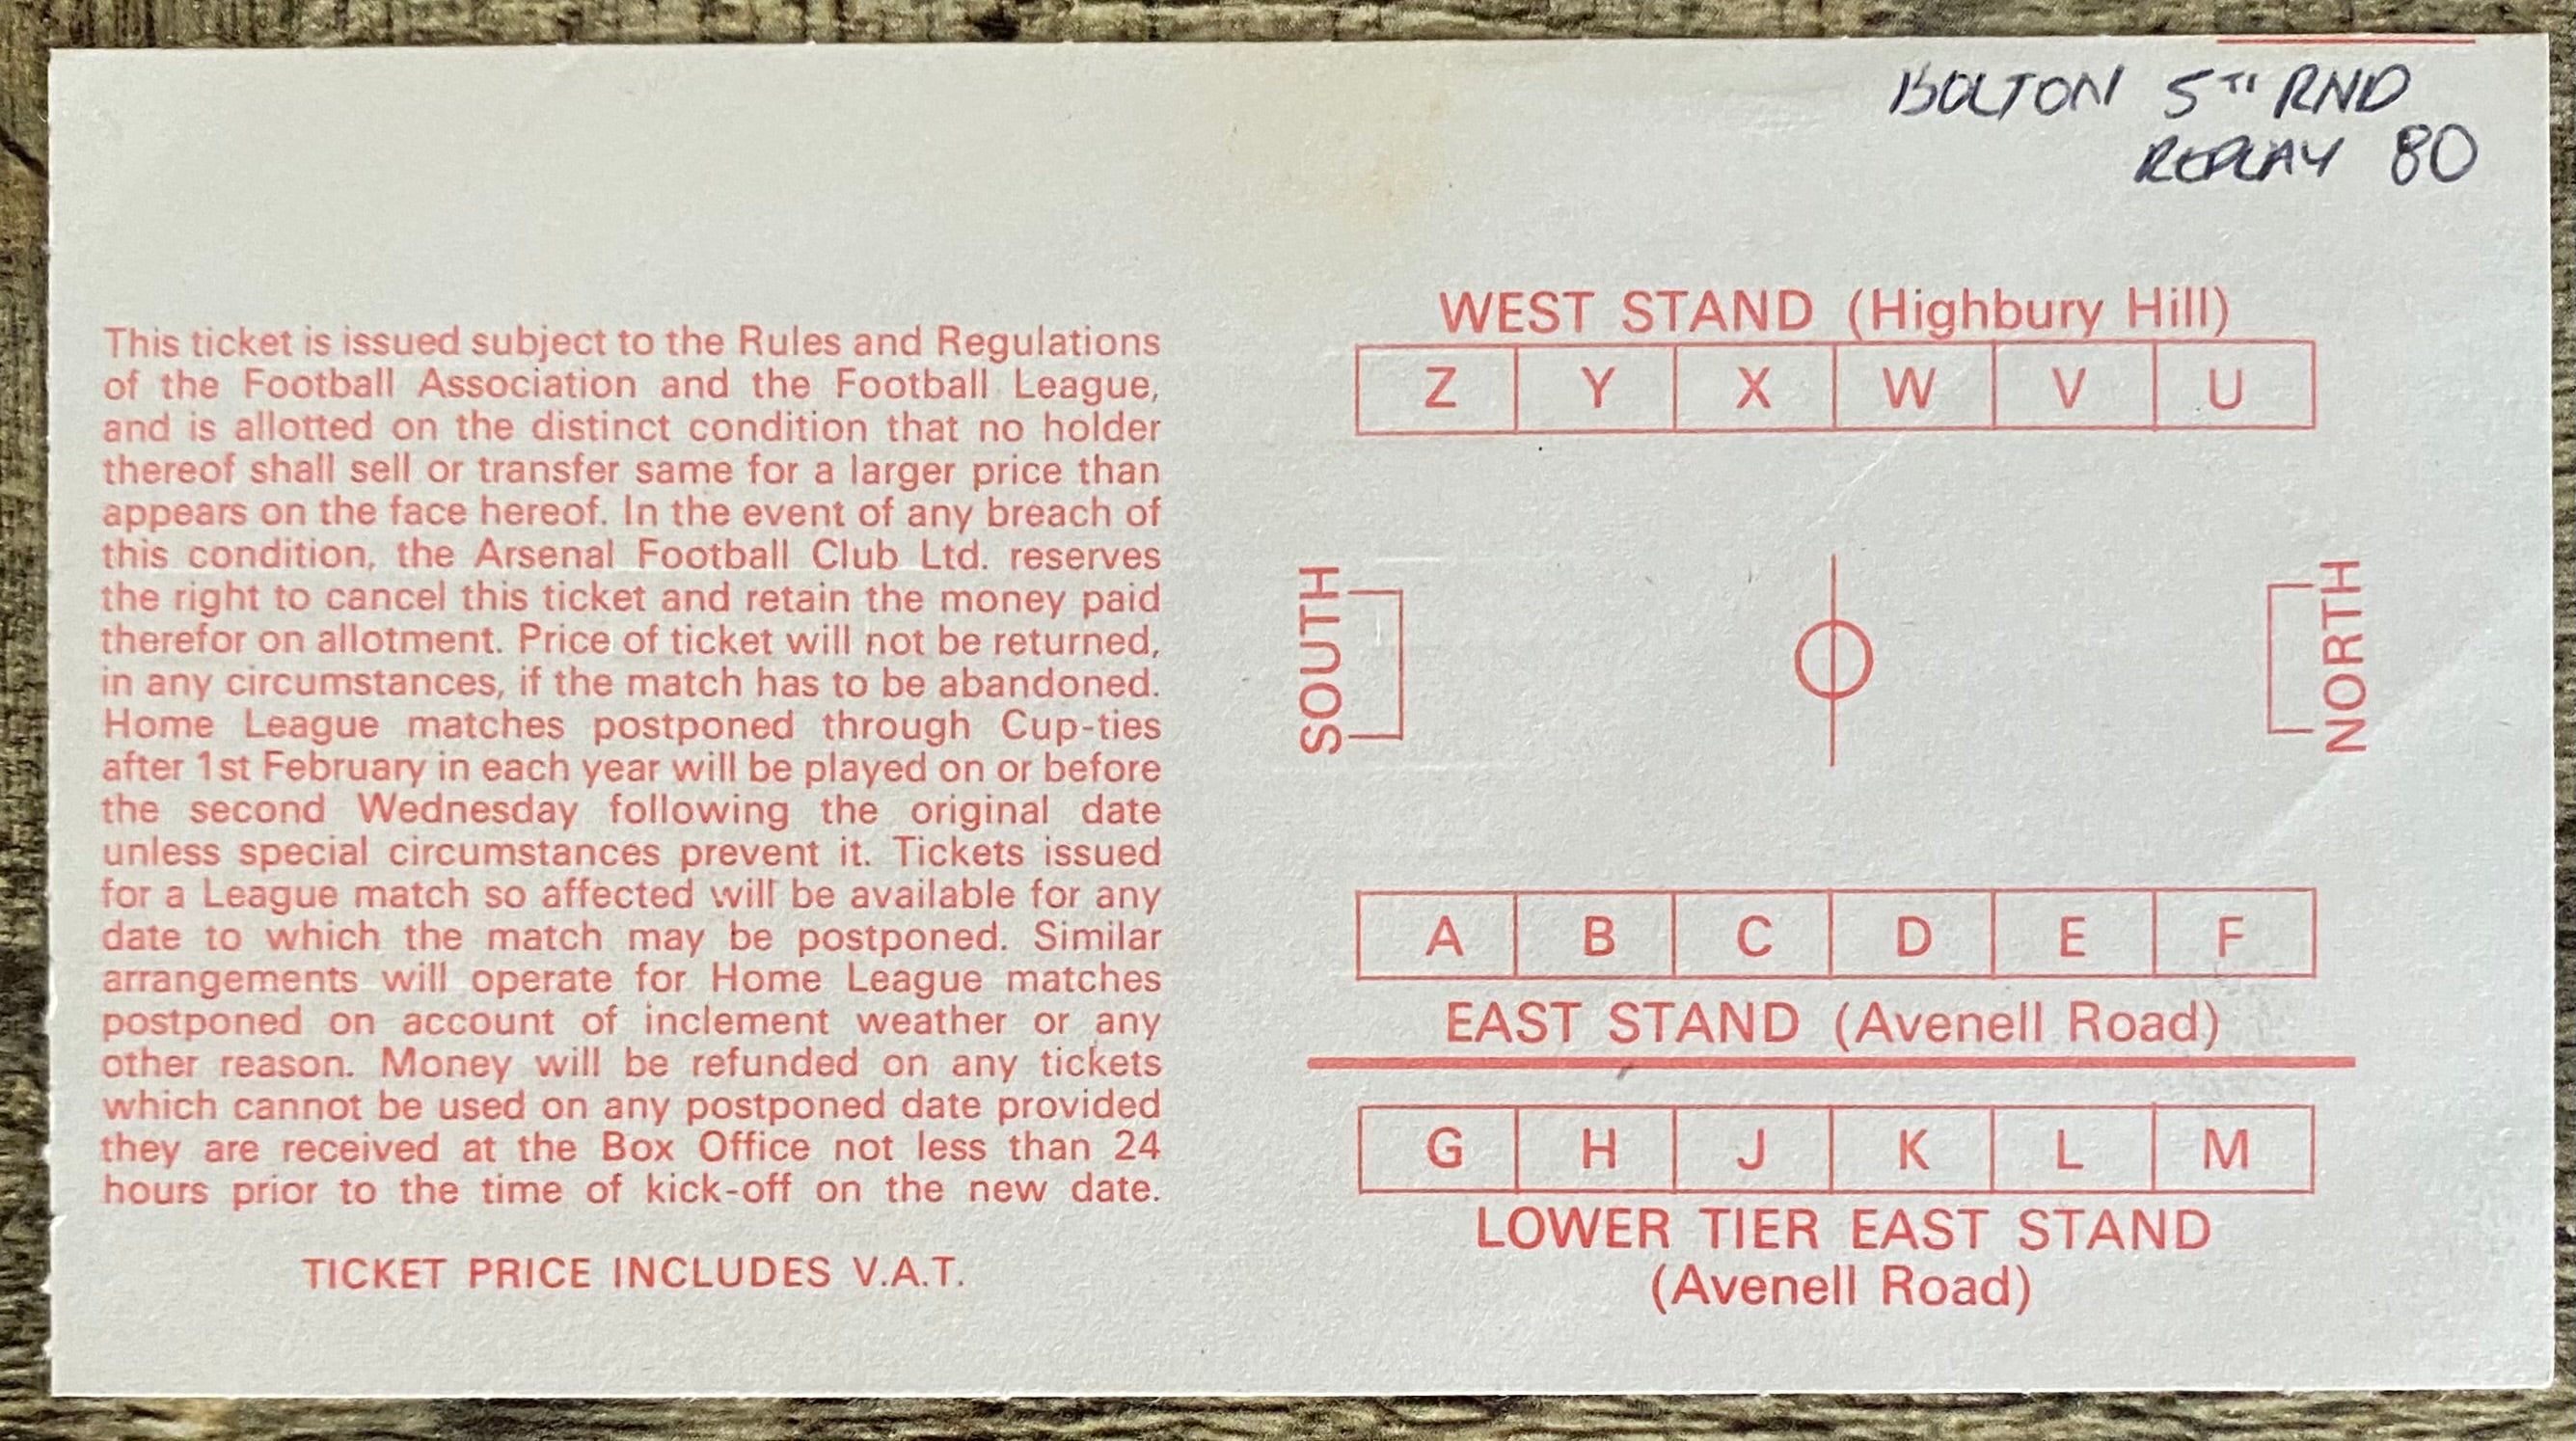 BOLTON 5TH RND
REPLAY 80
This ticket is issued subject to the Rules and Regulations
of the Football Association and the Football League,
and is allotted on the distinct condition that no holder
thereof shall sell or transfer same for a larger price than
appears on the face hereof. In the event of any breach of
this condition, the Arsenal Football Club Ltd. reserves
the right to cancel this ticket and retain the money paid
therefor on allotment. Price of ticket will not be returned,
in any circumstances, if the match has to be abandoned.
Home League matches postponed through Cup-ties
after 1st February in each year will be played on or before
the second Wednesday following the original date
unless special circumstances prevent it. Tickets issued
for a League match so affected will be available for any
date to which the match may be postponed. Similar
arrangements will operate for Home League matches
postponed on account of inclement weather or any
other reason. Money will be refunded on any tickets
which cannot be used on any postponed date provided
they are received at the Box Office not less than 24
hours prior to the time of kick-off on the new date.
TICKET PRICE INCLUDES V.A.T.
WEST STAND (Highbury Hill)
Z Y X W V U
SOUTH
NORTH
A B C D E F
EAST STAND (Avenell Road)
G H J K L M
LOWER TIER EAST STAND
(Avenell Road)